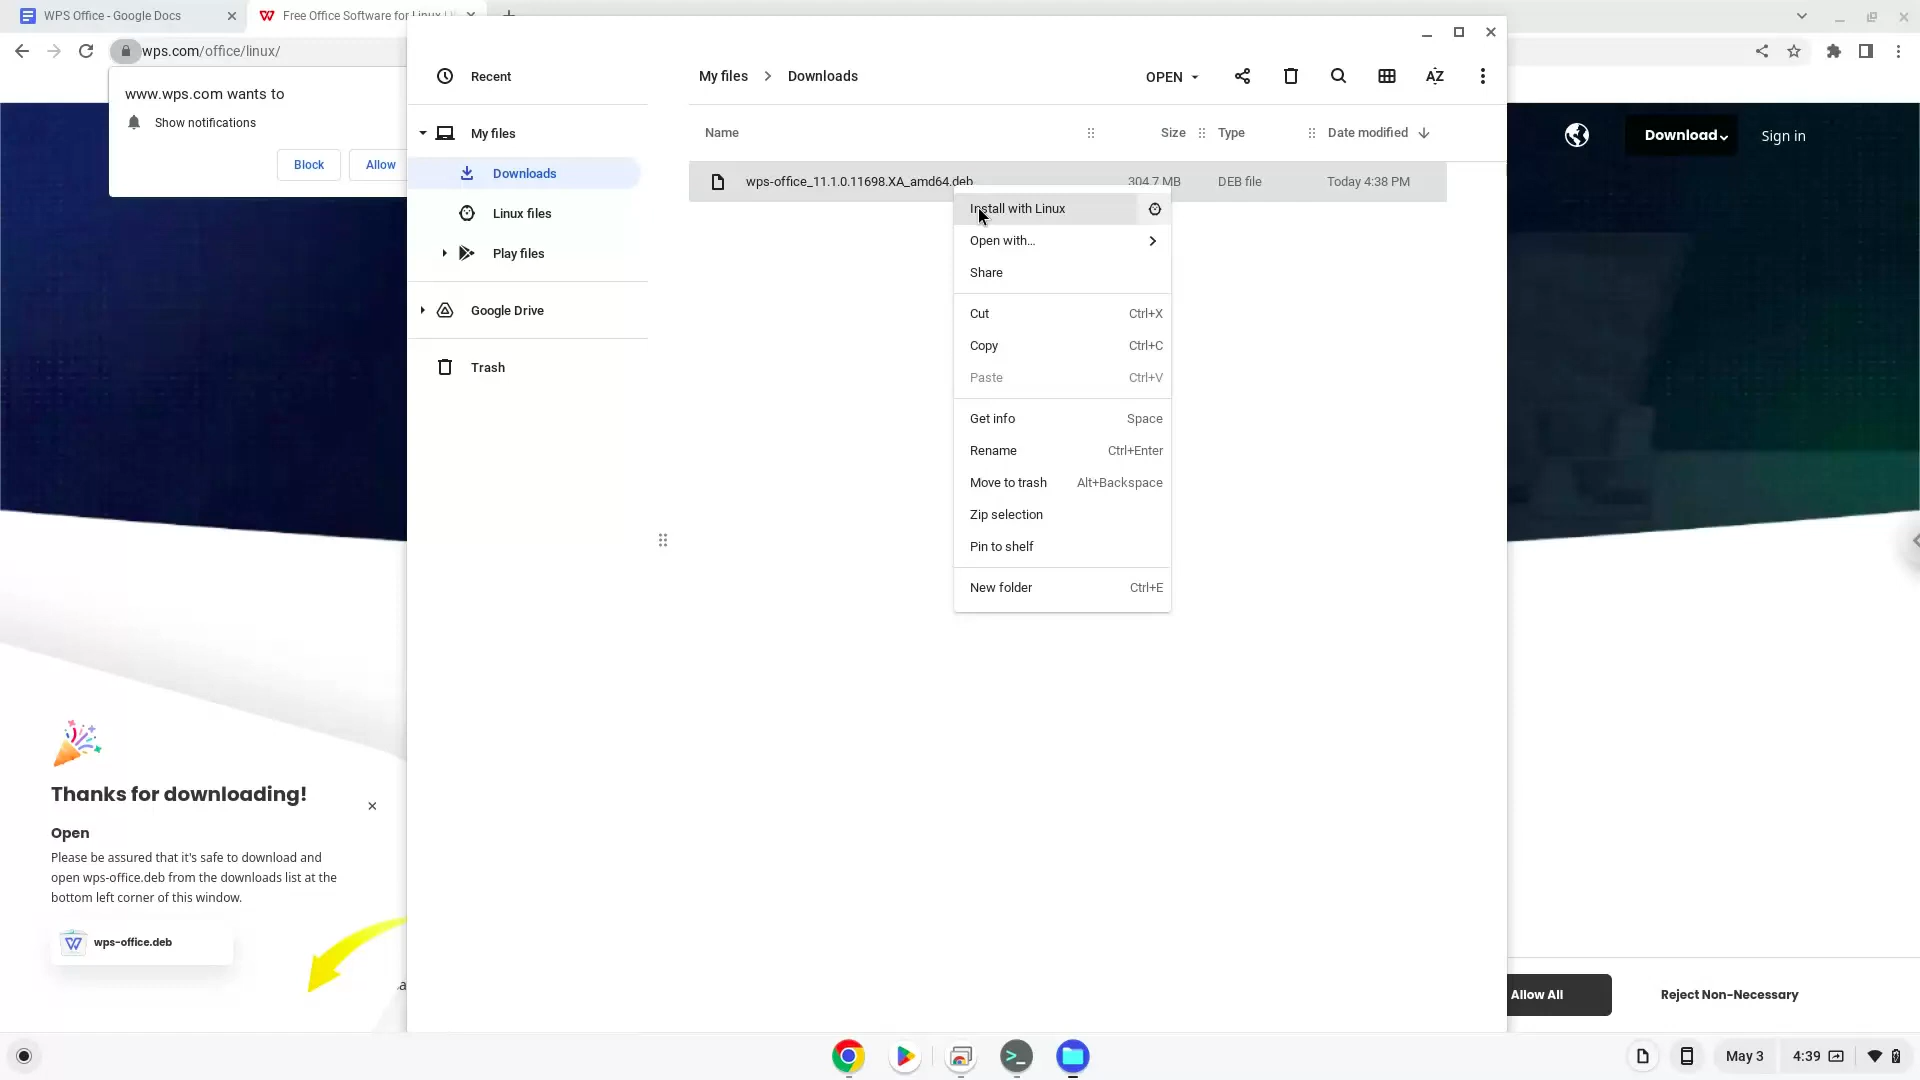 WPS Office - Google Docs
Free Office Software for Linux
wps.com/office/linux/
www.wps.com wants to
Show notifications
Block
Allow
Recent
My files
Downloads
Linux files
Play files
Google Drive
Trash
My files > Downloads
OPEN
AZ
Name
Size
Type
Date modified
wps-office_11.1.0.11698.XA_amd64.deb
304.7 MB
DEB file
Today 4:38 PM
Install with Linux
Open with...
Share
Cut Ctrl+X
Copy Ctrl+C
Paste Ctrl+V
Get info Space
Rename Ctrl+Enter
Move to trash Alt+Backspace
Zip selection
Pin to shelf
New folder Ctrl+E
Download
Sign in
Thanks for downloading!
Open
Please be assured that it's safe to download and
open wps-office.deb from the downloads list at the
bottom left corner of this window.
wps-office.deb
Allow All
Reject Non-Necessary
May 3
4:39